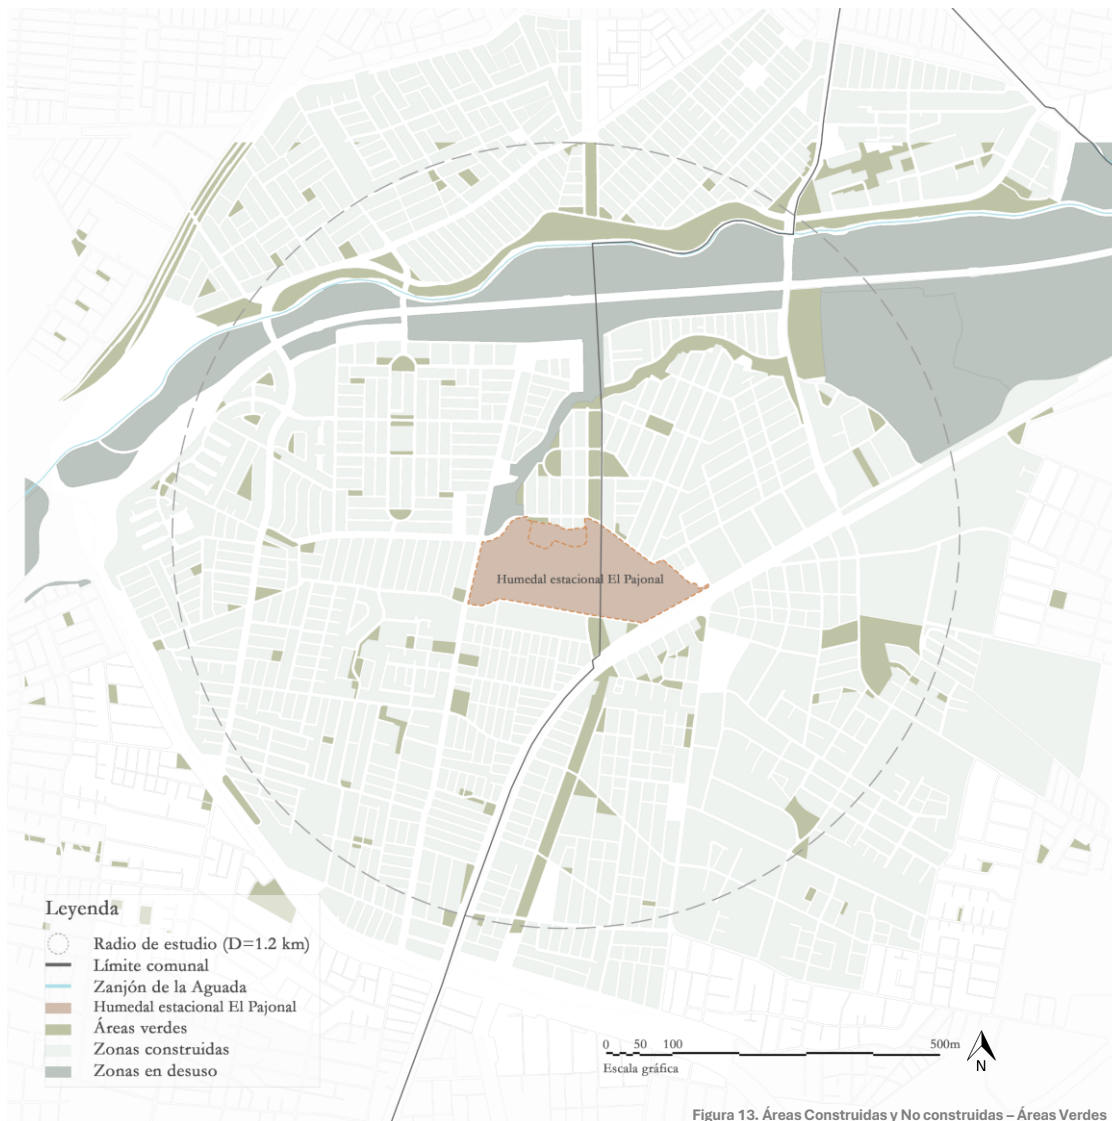 Humedal estacional El Pajonal
Leyenda
Radio de estudio (D=1.2 km)
Límite comunal
Zanjón de la Aguada
Humedal estacional El Pajonal
Áreas verdes
Zonas construidas
Zonas en desuso
0 50 100 500m
Escala gráfica
N
Figura 13. Áreas Construidas y No construidas – Áreas Verdes